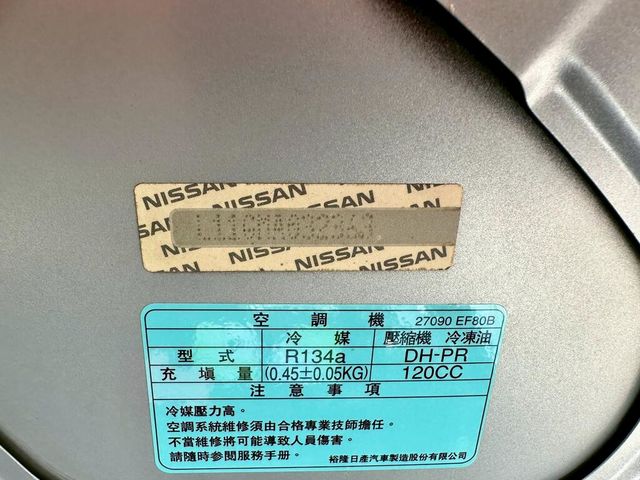 NISSAN NISSAN
NISSAN NISSAN NISSAN
空調機 27090 EF80B
冷媒 壓縮機 冷凍油
型式 R134a DH-PR
充填量 (0.45±0.05KG) 120CC
注意事項
冷媒壓力高。
空調系統維修須由合格專業技師擔任。
不當維修將可能導致人員傷害。
請隨時參閱服務手册。
裕隆日產汽車製造股份有限公司